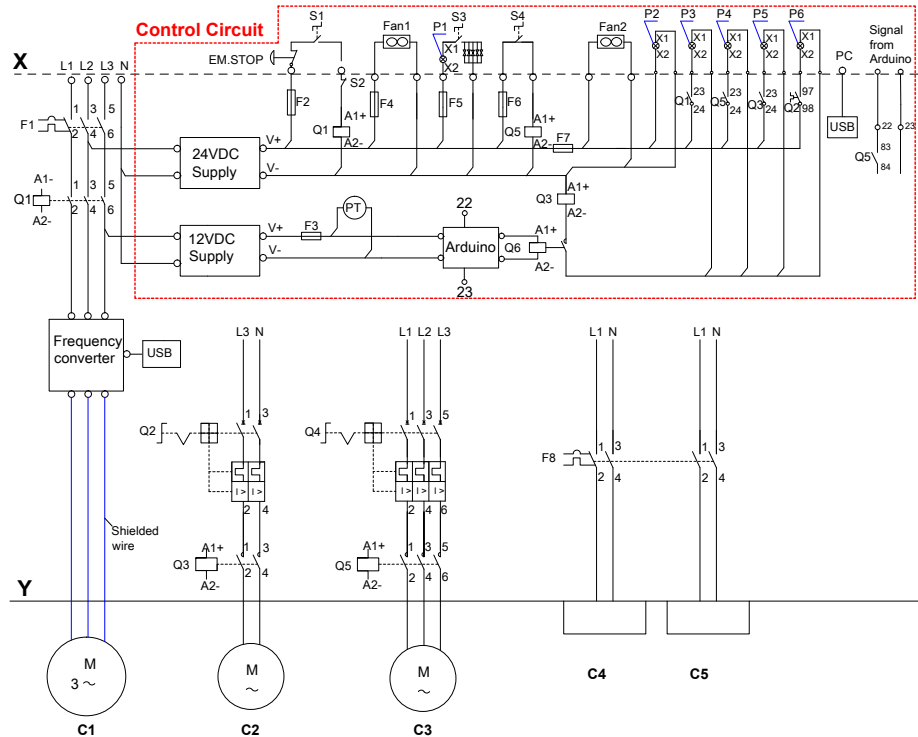 Control Circuit
S1
Fan1
P1
S3
S4
Fan2
P2
P3
P4
P5
P6
Signal
from
Arduino
X1
X2
X1
X2
X1
X2
X1
X2
X1
X2
X1
X2
EM.STOP
PC
X
L1
L2
L3
N
S2
F2
F4
F5
F6
Q1
23
24
Q5
23
24
Q3
23
24
Q2
97
98
USB
22
23
F1
1
3
5
2
4
6
Q1
A1+
A2-
Q5
A1+
A2-
F7
83
Q5
84
24VDC
Supply
V+
V-
A1-
Q1
A2-
1
3
5
2
4
6
Q3
A1+
A2-
12VDC
Supply
V+
V-
F3
PT
22
Arduino
23
Q6
A1+
A2-
Frequency
converter
USB
L3 N
L1 L2 L3
L1 N
L1 N
Q2
1
3
Q4
1
3
5
I >
I >
2
4
I >
I >
I >
2
4
6
F8
1
3
2
4
1
3
2
4
Shielded
wire
Q3
A1+
A2-
1
3
2
4
Q5
A1+
A2-
1
3
5
2
4
6
Y
M
3 ~
C1
M
~
C2
M
~
C3
C4
C5